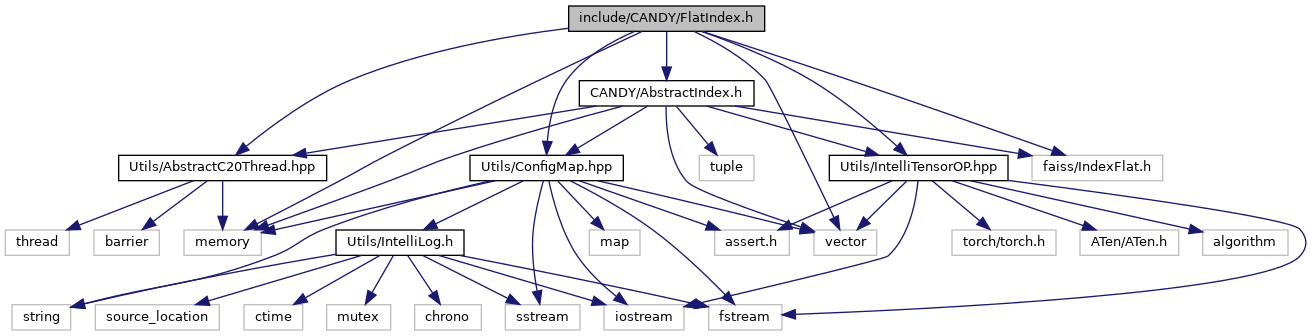 include/CANDY/FlatIndex.h
CANDY/AbstractIndex.h
Utils/AbstractC20Thread.hpp
Utils/ConfigMap.hpp
tuple
Utils/IntelliTensorOP.hpp
faiss/IndexFlat.h
thread
barrier
memory
Utils/IntelliLog.h
map
assert.h
vector
torch/torch.h
ATen/ATen.h
algorithm
string
source_location
ctime
mutex
chrono
sstream
iostream
fstream